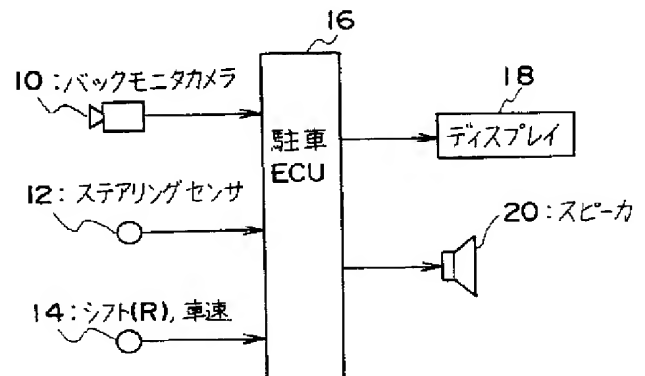 16
10:バックモニタカメラ
18
ディスプレイ
駐車
ECU
12:ステアリングセンサ
20:スピーカ
14:シフト(R),車速